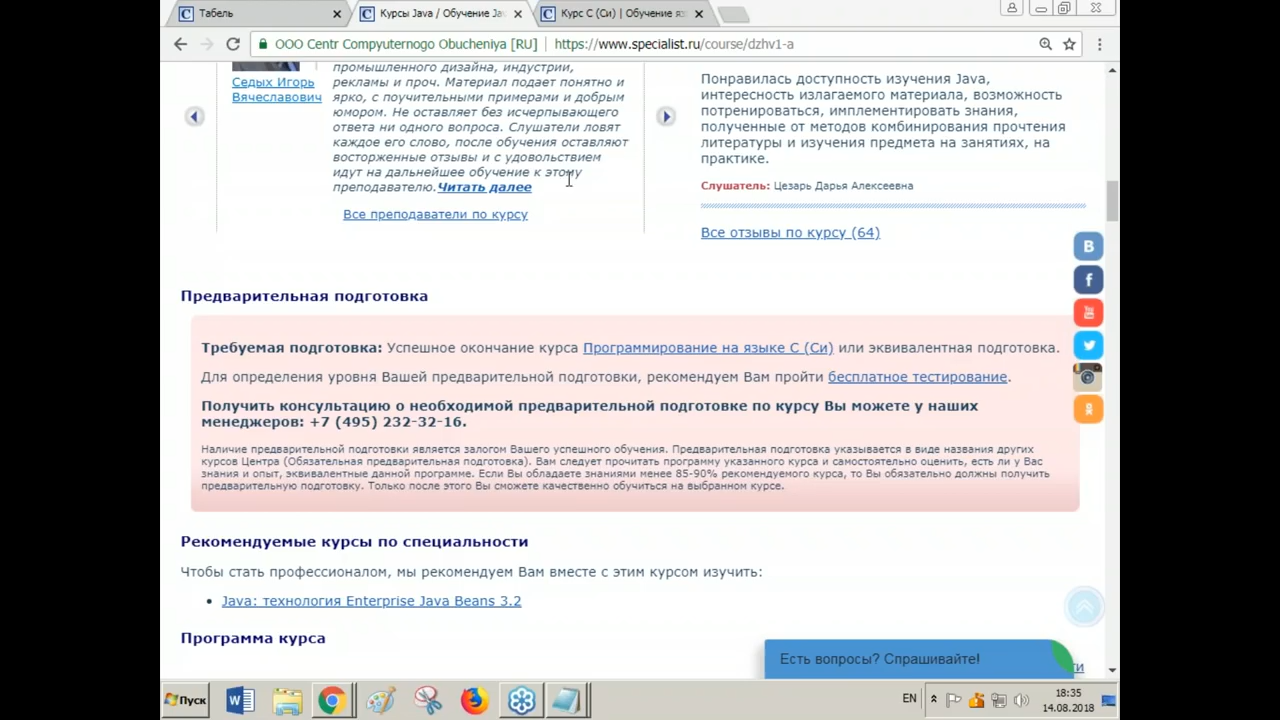 Табель
Курсы Java / Обучение Ja
Курс C (Си) | Обучение яз
ООО Centr Compyuternogo Obucheniya [RU]
https://www.specialist.ru/course/dzhv1-a
Седых Игорь
Вячеславович
промышленного дизайна, индустрии,
рекламы и проч. Материал подает понятно и
ярко, с поучительными примерами и добрым
юмором. Не оставляет без исчерпывающего
ответа ни одного вопроса. Слушатели ловят
каждое его слово, после обучения оставляют
восторженные отзывы и с удовольствием
идут на дальнейшее обучение к этому
преподавателю.Читать далее
Все преподаватели по курсу
Понравилась доступность изучения Java,
интересность излагаемого материала, возможность
потренироваться, имплементировать знания,
полученные от методов комбинирования прочтения
литературы и изучения предмета на занятиях, на
практике.
Слушатель: Цезарь Дарья Алексеевна
Все отзывы по курсу (64)
Предварительная подготовка
Требуемая подготовка: Успешное окончание курса Программирование на языке C (Си) или эквивалентная подготовка.
Для определения уровня Вашей предварительной подготовки, рекомендуем Вам пройти бесплатное тестирование.
Получить консультацию о необходимой предварительной подготовке по курсу Вы можете у наших
менеджеров: +7 (495) 232-32-16.
Наличие предварительной подготовки является залогом Вашего успешного обучения. Предварительная подготовка указывается в виде названия других
курсов Центра (Обязательная предварительная подготовка). Вам следует прочитать программу указанного курса и самостоятельно оценить, есть ли у Вас
знания и опыт, эквивалентные данной программе. Если Вы обладаете знаниями менее 85-90% рекомендуемого курса, то Вы обязательно должны получить
предварительную подготовку. Только после этого Вы сможете качественно обучиться на выбранном курсе.
Рекомендуемые курсы по специальности
Чтобы стать профессионалом, мы рекомендуем Вам вместе с этим курсом изучить:
• Java: технология Enterprise Java Beans 3.2
Программа курса
Есть вопросы? Спрашивайте!
ти
Пуск
EN
18:35
14.08.2018